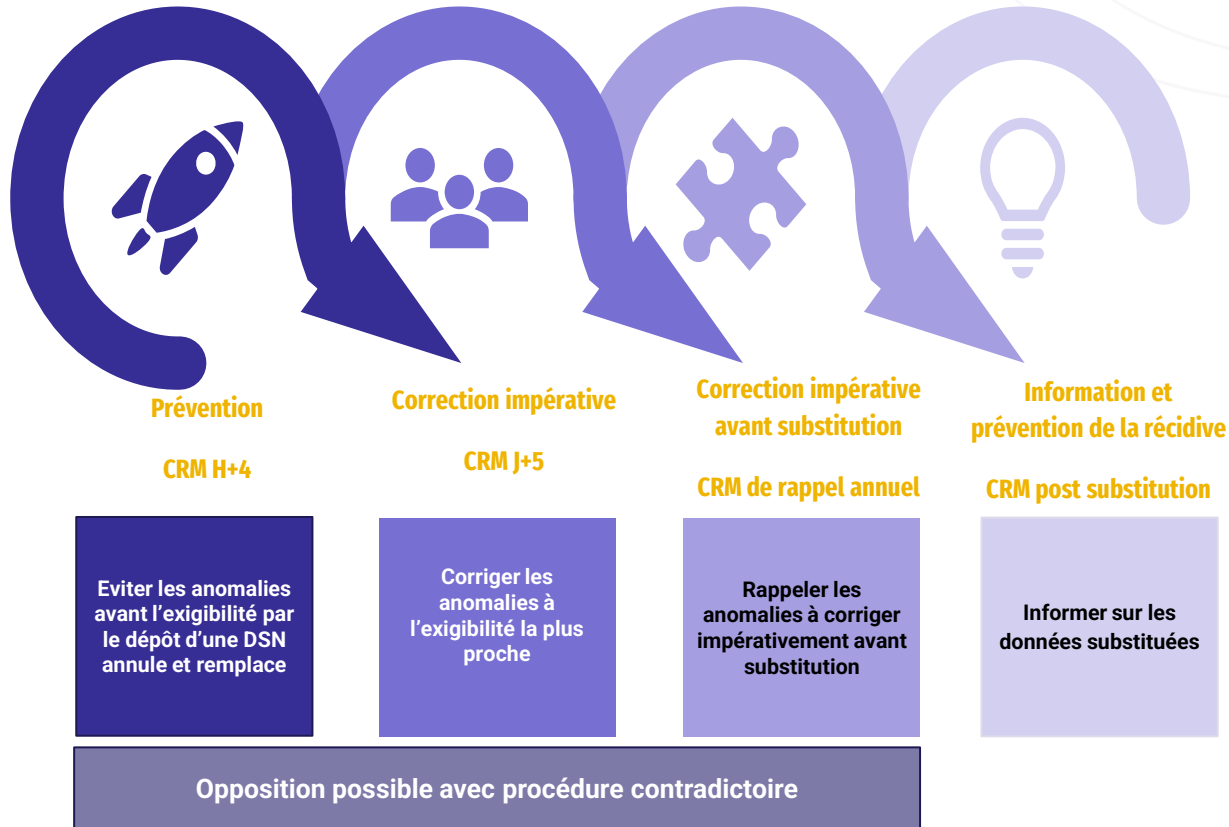 Prévention
CRM H+4
Correction impérative
CRM J+5
Correction impérative
avant substitution
CRM de rappel annuel
Information et
prévention de la récidive
CRM post substitution
Eviter les anomalies
avant l’exigibilité par
le dépôt d’une DSN
annule et remplace
Corriger les
anomalies à
l’exigibilité la plus
proche
Rappeler les
anomalies à corriger
impérativement avant
substitution
Informer sur les
données substituées
Opposition possible avec procédure contradictoire